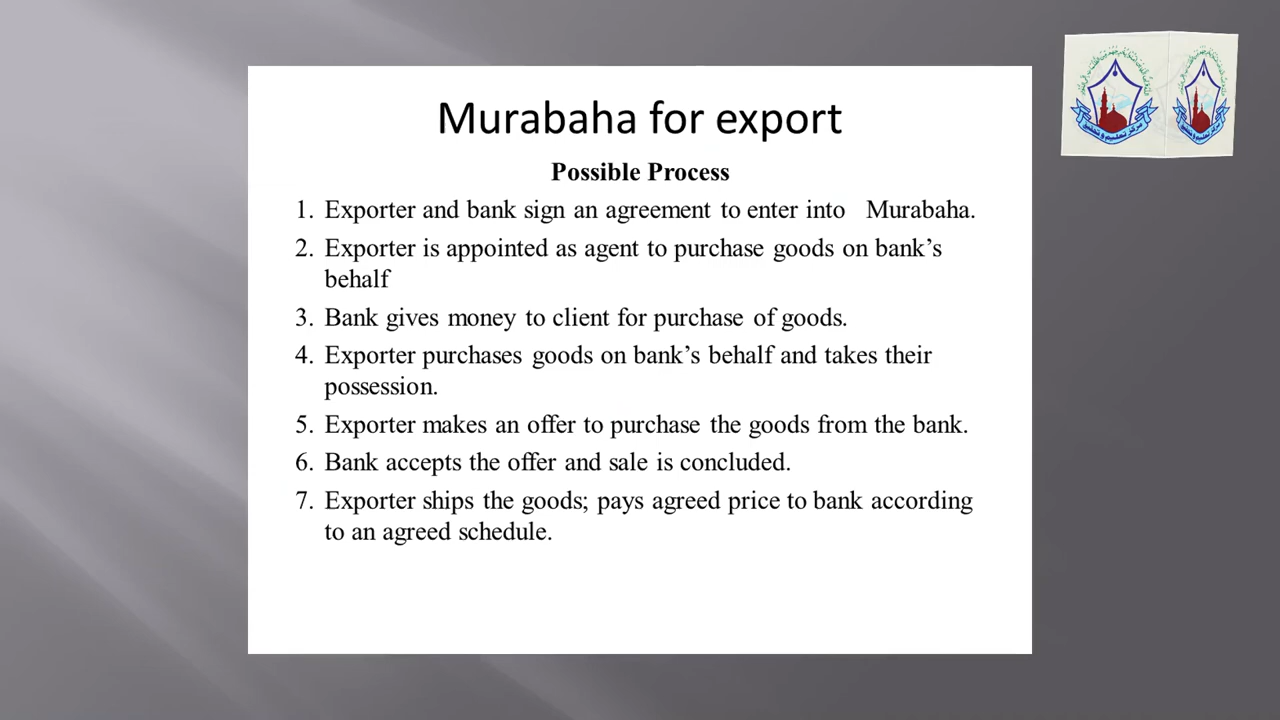 Murabaha for export
Possible Process
1. Exporter and bank sign an agreement to enter into Murabaha.
2. Exporter is appointed as agent to purchase goods on bank’s
behalf
3. Bank gives money to client for purchase of goods.
4. Exporter purchases goods on bank’s behalf and takes their
possession.
5. Exporter makes an offer to purchase the goods from the bank.
6. Bank accepts the offer and sale is concluded.
7. Exporter ships the goods; pays agreed price to bank according
to an agreed schedule.